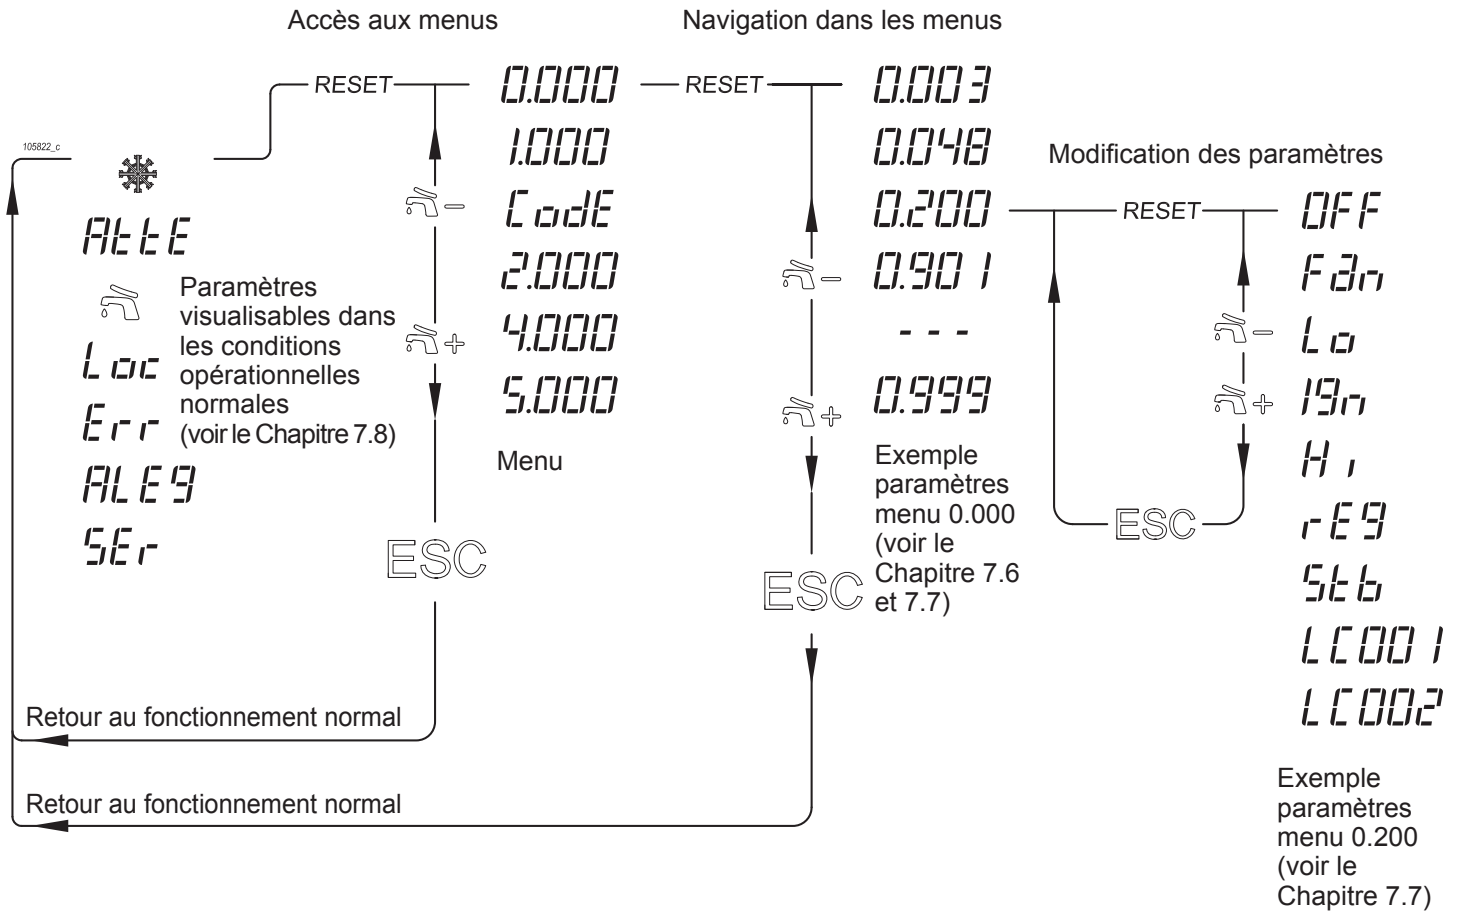 Accès aux menus
Navigation dans les menus
Modification des paramètres
105822_c
RESET
RESET
RESET
AttE
Loc
Err
ALEg
SEr
Paramètres
visualisables dans
les conditions
opérationnelles
normales
(voir le Chapitre 7.8)
0.000
1.000
CodE
2.000
4.000
5.000
Menu
-
+
ESC
0.003
0.048
0.200
0.901
- - -
0.999
-
+
ESC
Exemple
paramètres
menu 0.000
(voir le
Chapitre 7.6
et 7.7)
OFF
Fan
Lo
Ign
Hi
rEg
Stb
LC001
LC002
-
+
ESC
Exemple
paramètres
menu 0.200
(voir le
Chapitre 7.7)
Retour au fonctionnement normal
Retour au fonctionnement normal